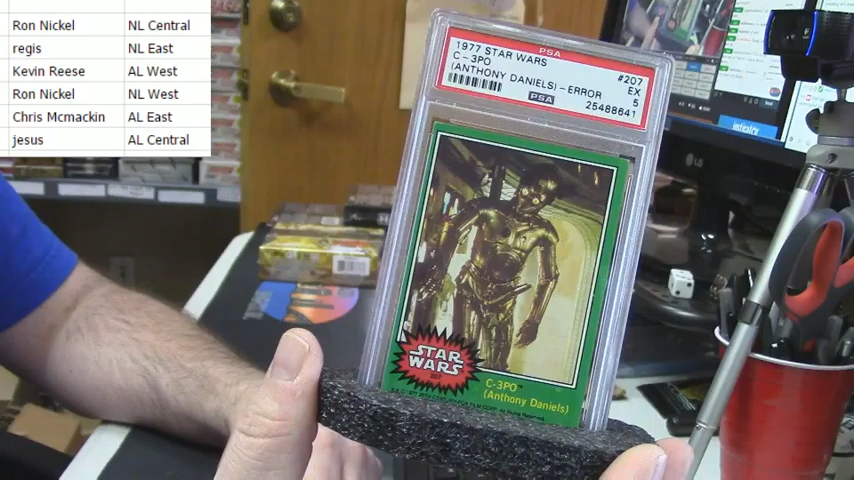 Ron Nickel NL Central
regis NL East
Kevin Reese AL West
Ron Nickel NL West
Chris Mcmackin AL East
jesus AL Central
PSA
1977 STAR WARS #207
C-3PO EX
(ANTHONY DANIELS) - ERROR 5
PSA 25488641
STAR
WARS
C-3PO™
(Anthony Daniels)
LG